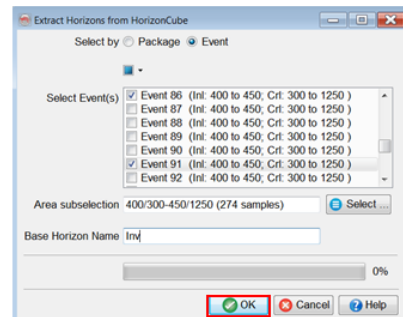 Extract Horizons from HorizonCube
Select by Package Event
Select Event(s)
Event 86 (Inl: 400 to 450; Crl: 300 to 1250 )
Event 87 (Inl: 400 to 450; Crl: 300 to 1250 )
Event 88 (Inl: 400 to 450; Crl: 300 to 1250 )
Event 89 (Inl: 400 to 450; Crl: 300 to 1250 )
Event 90 (Inl: 400 to 450; Crl: 300 to 1250 )
Event 91 (Inl: 400 to 450; Crl: 300 to 1250 )
Event 92 (Inl: 400 to 450; Crl: 300 to 1250 )
Area subselection 400/300-450/1250 (274 samples) Select ...
Base Horizon Name Inv
0%
OK Cancel Help